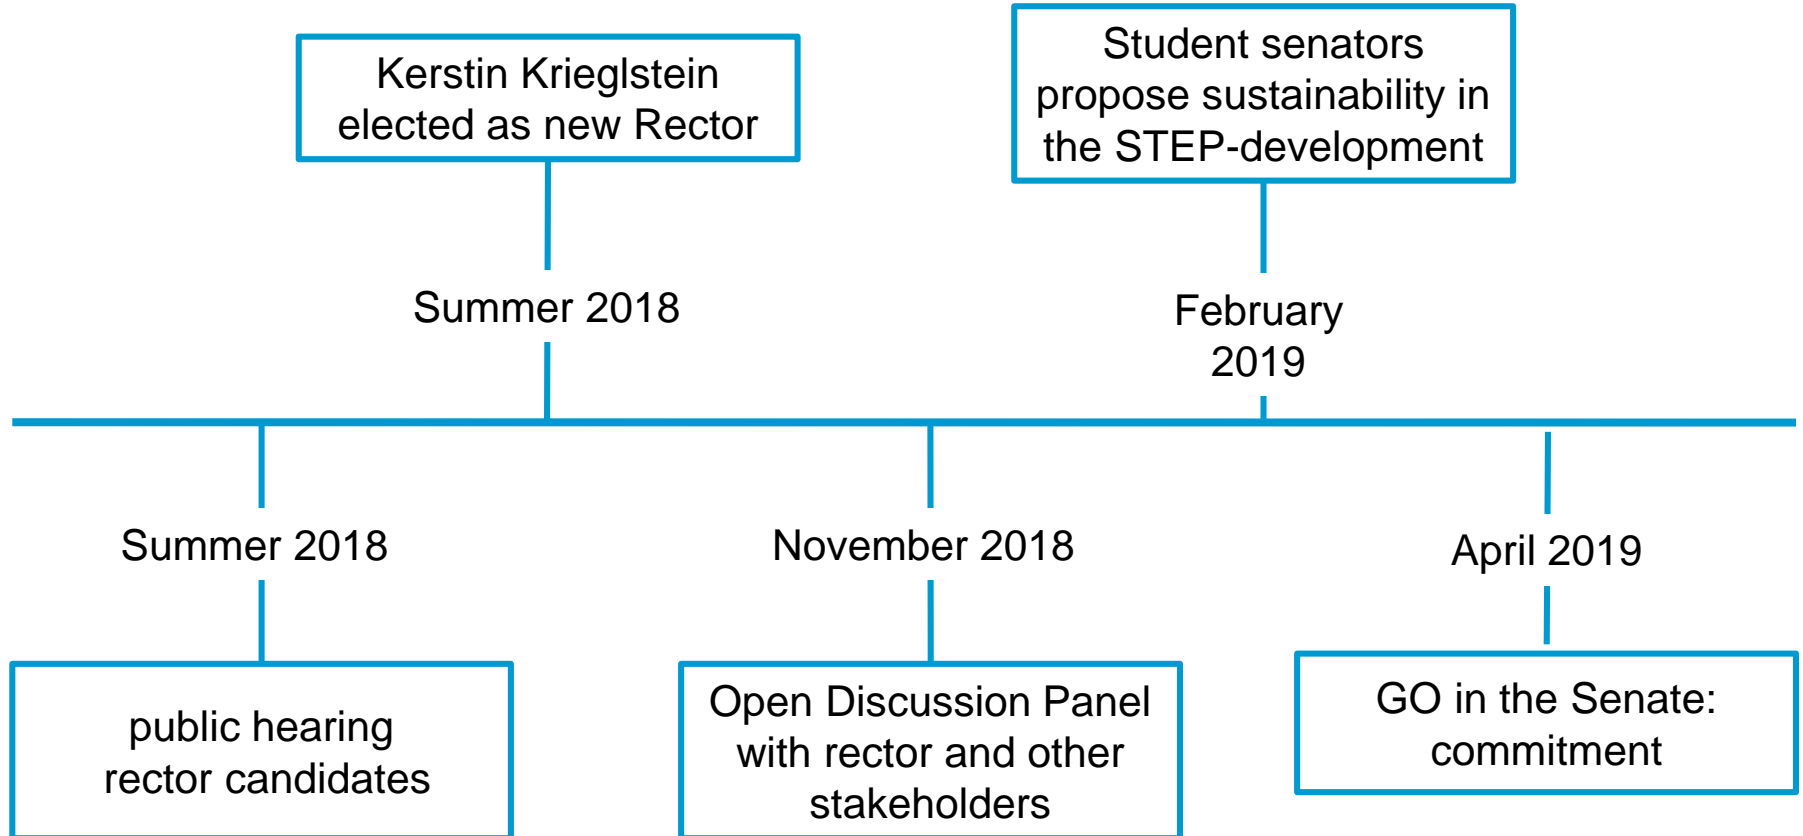 Kerstin Krieglstein
elected as new Rector
Student senators
propose sustainability in
the STEP-development
Summer 2018
February
2019
Summer 2018
November 2018
April 2019
public hearing
rector candidates
Open Discussion Panel
with rector and other
stakeholders
GO in the Senate:
commitment